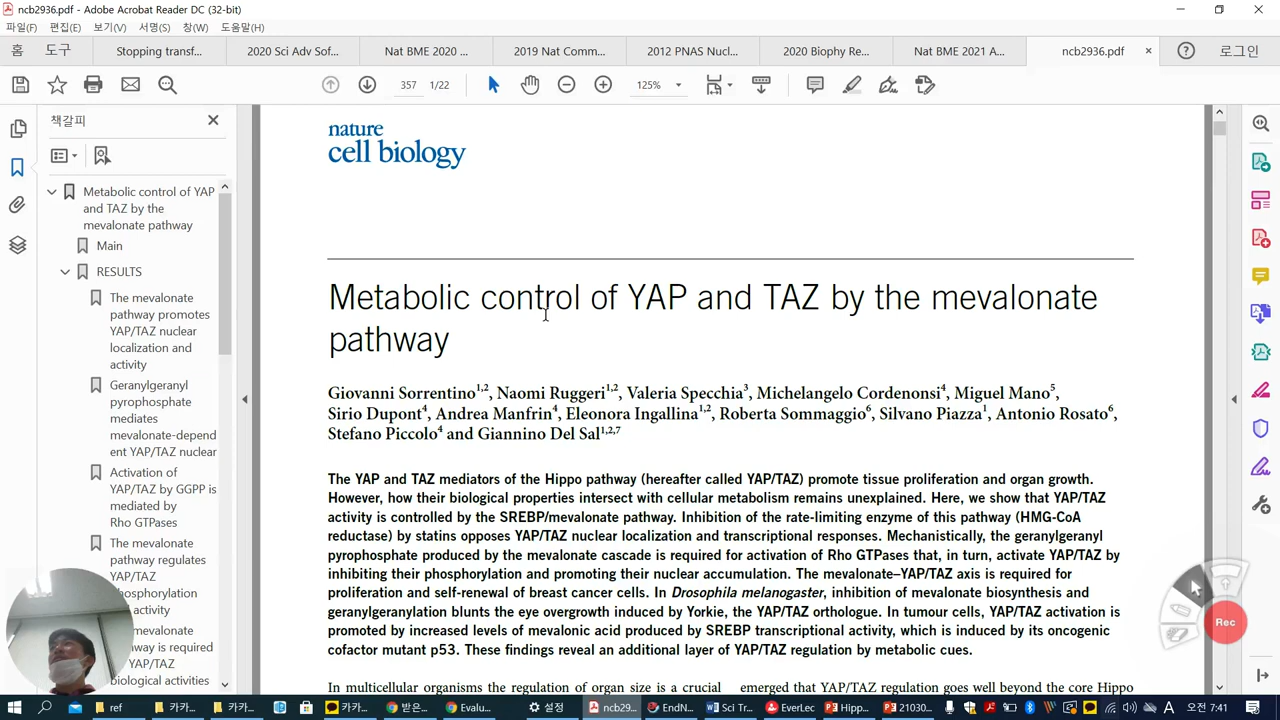 ncb2936.pdf - Adobe Acrobat Reader DC (32-bit)
파일(F) 편집(E) 보기(V) 서명(S) 창(W) 도움말(H)
홈 도구 Stopping transf... 2020 Sci Adv Sof... Nat BME 2020 ... 2019 Nat Comm... 2012 PNAS Nucl... 2020 Biophy Re... Nat BME 2021 A... ncb2936.pdf × 로그인
357 1/22 125%
책갈피
Metabolic control of YAP
and TAZ by the
mevalonate pathway
Main
RESULTS
The mevalonate
pathway promotes
YAP/TAZ nuclear
localization and
activity
Geranylgeranyl
pyrophosphate
mediates
mevalonate-depend
ent YAP/TAZ nuclear
Activation of
YAP/TAZ by GGPP is
mediated by
Rho GTPases
The mevalonate
pathway regulates
YAP/TAZ
phosphorylation
activity
mevalonate
pathway is required
YAP/TAZ
biological activities
nature
cell biology
Metabolic control of YAP and TAZ by the mevalonate
pathway
Giovanni Sorrentino1,2, Naomi Ruggeri1,2, Valeria Specchia3, Michelangelo Cordenonsi4, Miguel Mano5,
Sirio Dupont4, Andrea Manfrin4, Eleonora Ingallina1,2, Roberta Sommaggio6, Silvano Piazza1, Antonio Rosato6,
Stefano Piccolo4 and Giannino Del Sal1,2,7
The YAP and TAZ mediators of the Hippo pathway (hereafter called YAP/TAZ) promote tissue proliferation and organ growth.
However, how their biological properties intersect with cellular metabolism remains unexplained. Here, we show that YAP/TAZ
activity is controlled by the SREBP/mevalonate pathway. Inhibition of the rate-limiting enzyme of this pathway (HMG-CoA
reductase) by statins opposes YAP/TAZ nuclear localization and transcriptional responses. Mechanistically, the geranylgeranyl
pyrophosphate produced by the mevalonate cascade is required for activation of Rho GTPases that, in turn, activate YAP/TAZ by
inhibiting their phosphorylation and promoting their nuclear accumulation. The mevalonate–YAP/TAZ axis is required for
proliferation and self-renewal of breast cancer cells. In Drosophila melanogaster, inhibition of mevalonate biosynthesis and
geranylgeranylation blunts the eye overgrowth induced by Yorkie, the YAP/TAZ orthologue. In tumour cells, YAP/TAZ activation is
promoted by increased levels of mevalonic acid produced by SREBP transcriptional activity, which is induced by its oncogenic
cofactor mutant p53. These findings reveal an additional layer of YAP/TAZ regulation by metabolic cues.
In multicellular organisms the regulation of organ size is a crucial
emerged that YAP/TAZ regulation goes well beyond the core Hippo
Rec
ref 카카... 카카... 카카... 받은... Evalu... 설정 ncb29... EndN... Sci Tr... EverLec Hipp... 21030... A 오전 7:41